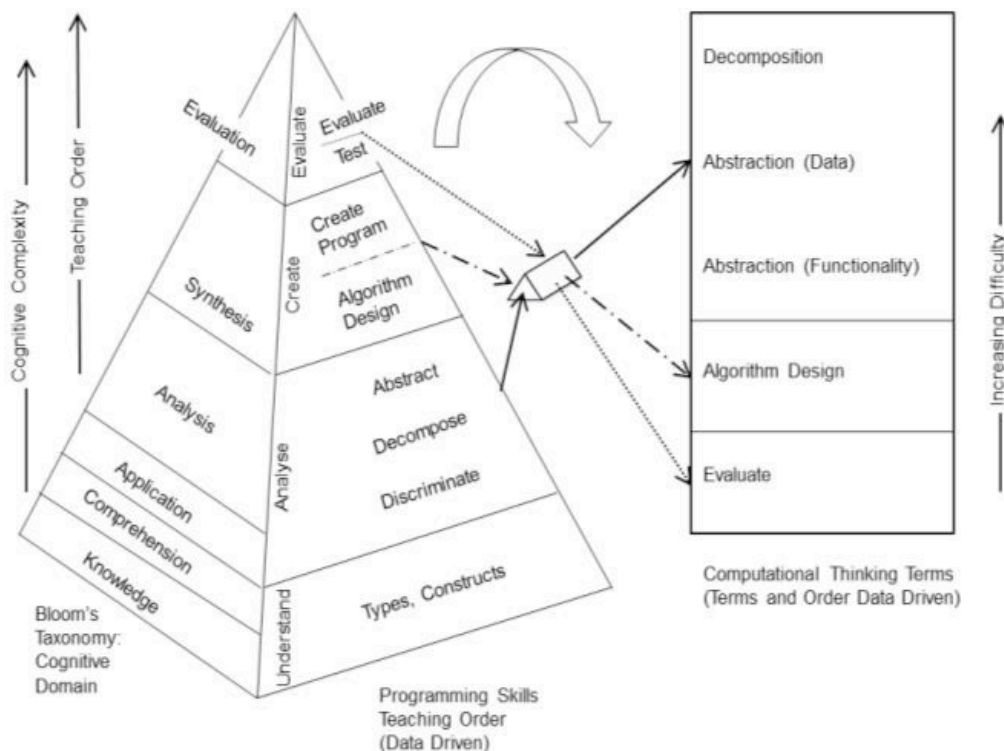 Cognitive Complexity
Teaching Order
Evaluation
Synthesis
Analysis
Application
Comprehension
Knowledge
Bloom's
Taxonomy:
Cognitive
Domain
Evaluate
Create
Analyse
Understand
Evaluate
Test
Create
Program
Algorithm
Design
Abstract
Decompose
Discriminate
Types, Constructs
Programming Skills
Teaching Order
(Data Driven)
Decomposition
Abstraction (Data)
Abstraction (Functionality)
Algorithm Design
Evaluate
Computational Thinking Terms
(Terms and Order Data Driven)
Increasing Difficulty